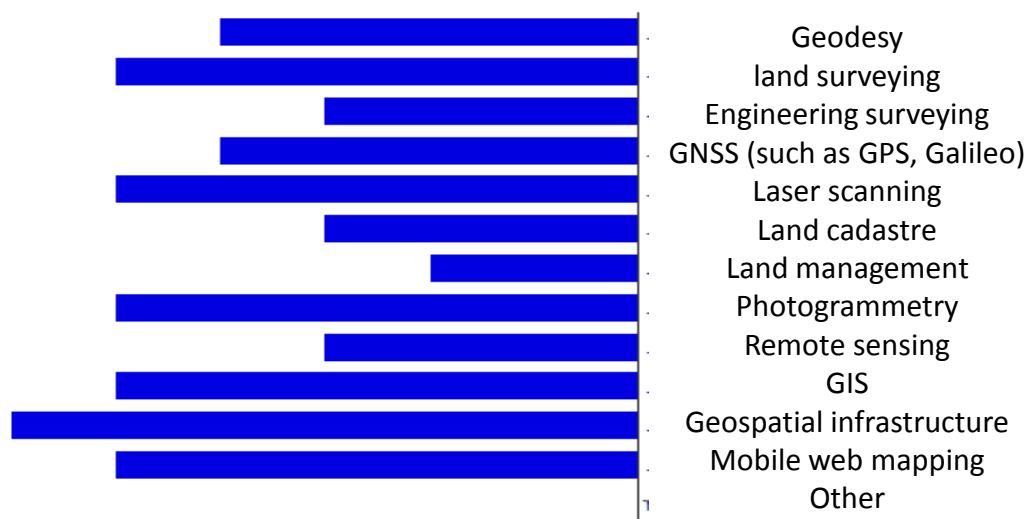 Geodesy
land surveying
Engineering surveying
GNSS (such as GPS, Galileo)
Laser scanning
Land cadastre
Land management
Photogrammetry
Remote sensing
GIS
Geospatial infrastructure
Mobile web mapping
Other